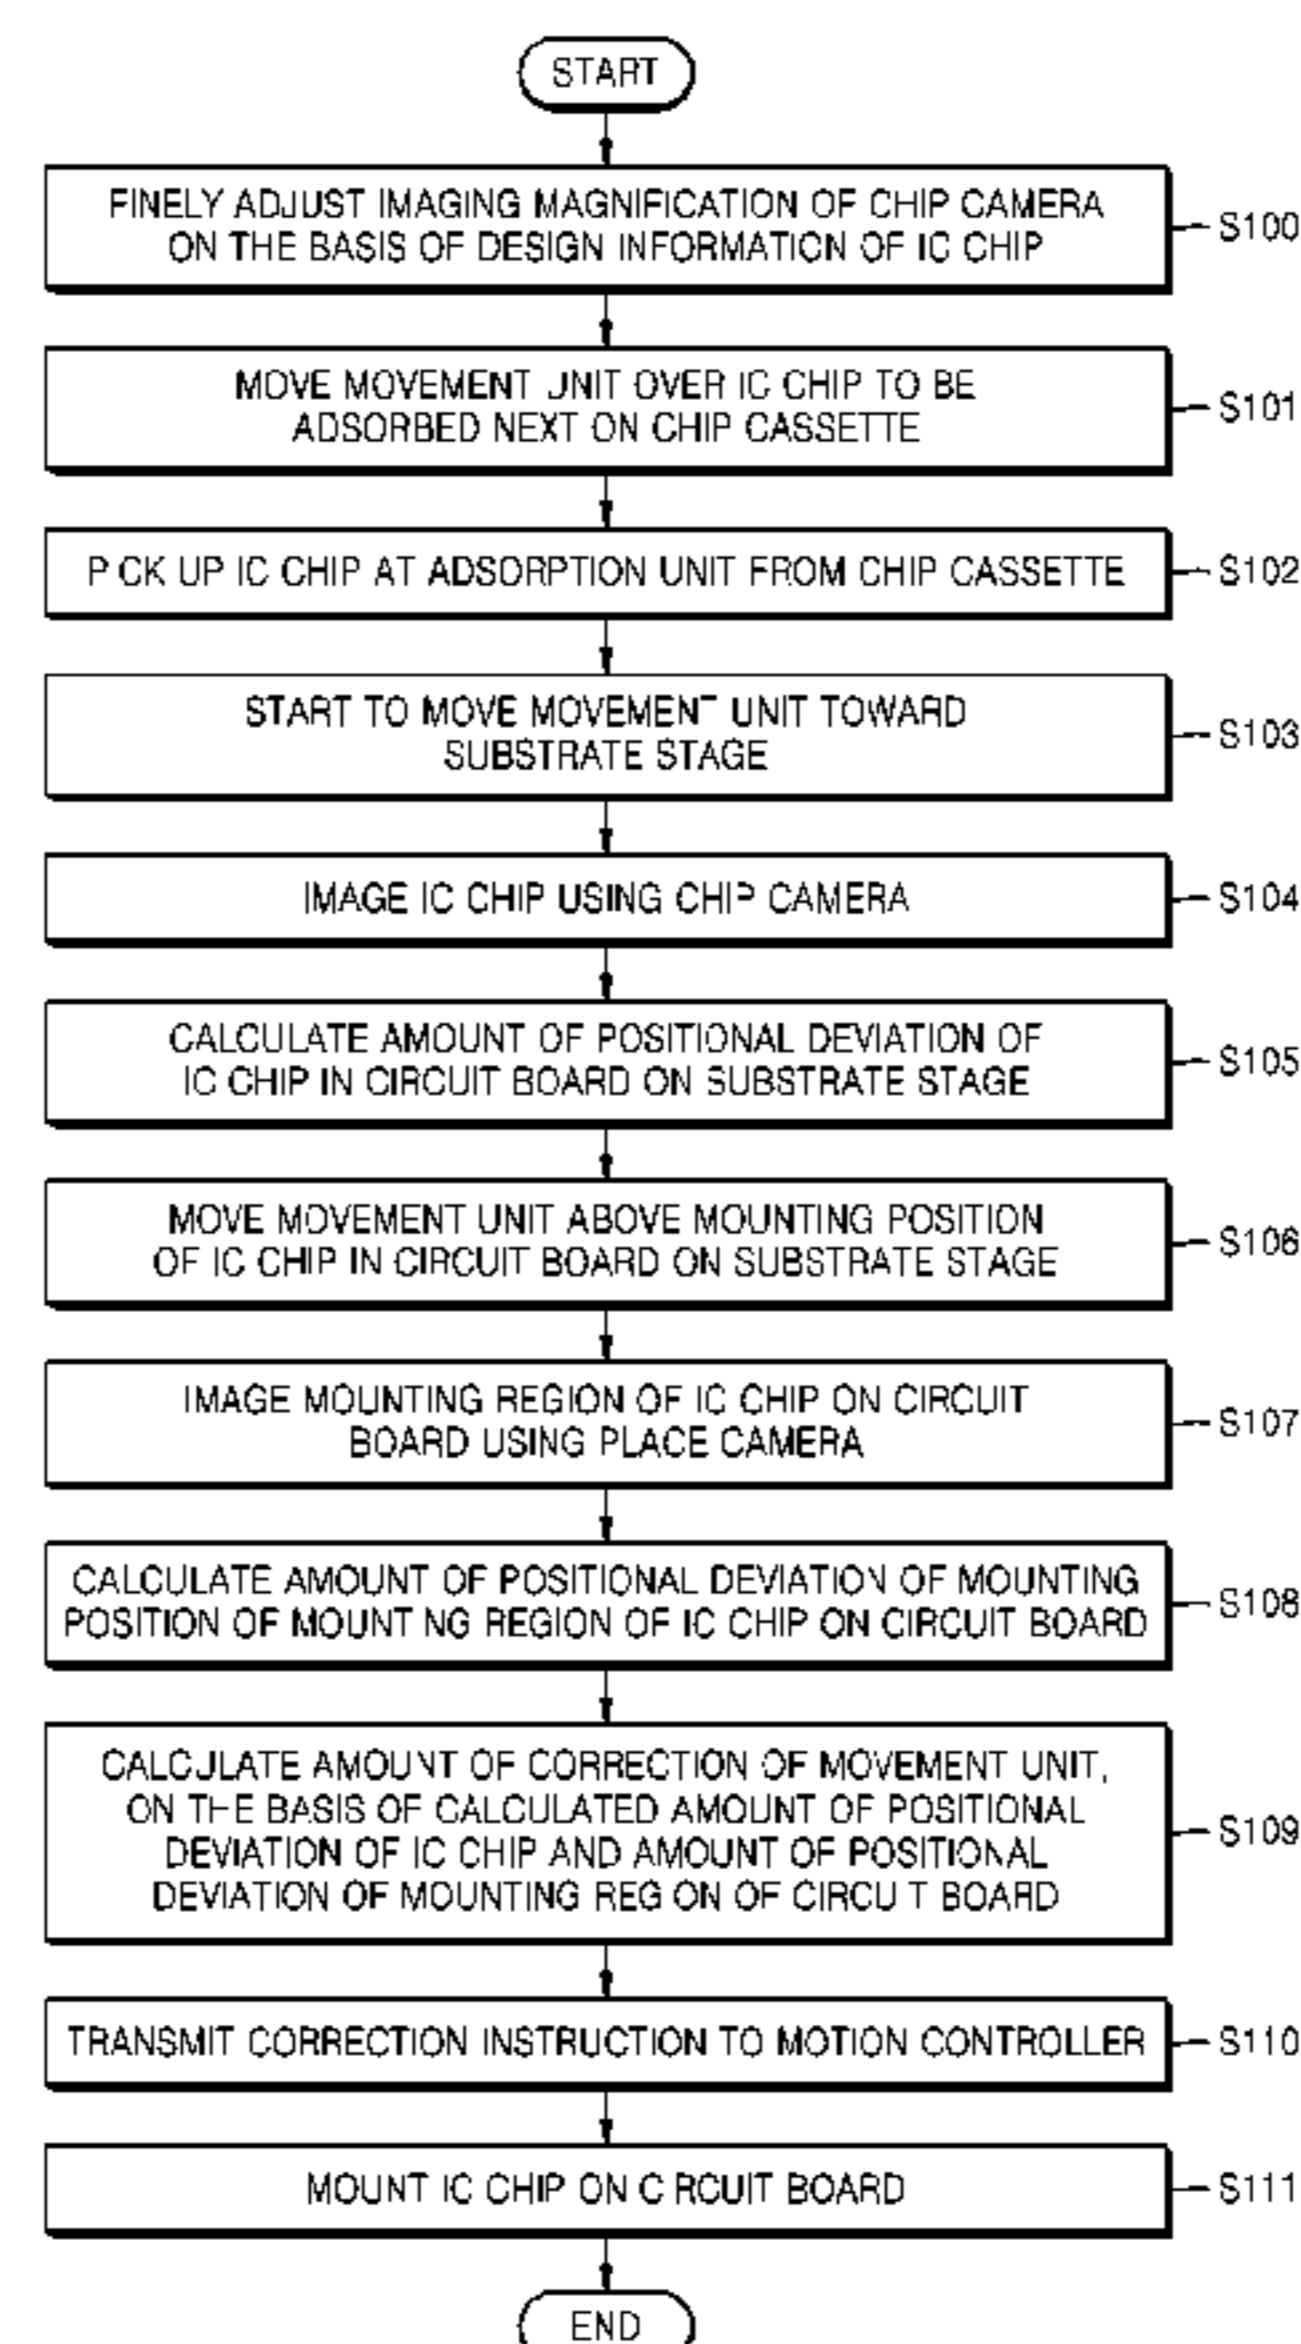 START
FINELY ADJUST IMAGING MAGNIFICATION OF CHIP CAMERA
ON THE BASIS OF DESIGN INFORMATION OF IC CHIP
S100
MOVE MOVEMENT UNIT OVER IC CHIP TO BE
ADSORBED NEXT ON CHIP CASSETTE
S101
PICK UP IC CHIP AT ADSORPTION UNIT FROM CHIP CASSETTE
S102
START TO MOVE MOVEMENT UNIT TOWARD
SUBSTRATE STAGE
S103
IMAGE IC CHIP USING CHIP CAMERA
S104
CALCULATE AMOUNT OF POSITIONAL DEVIATION OF
IC CHIP IN CIRCUIT BOARD ON SUBSTRATE STAGE
S105
MOVE MOVEMENT UNIT ABOVE MOUNTING POSITION
OF IC CHIP IN CIRCUIT BOARD ON SUBSTRATE STAGE
S106
IMAGE MOUNTING REGION OF IC CHIP ON CIRCUIT
BOARD USING PLACE CAMERA
S107
CALCULATE AMOUNT OF POSITIONAL DEVIATION OF MOUNTING
POSITION OF MOUNTING REGION OF IC CHIP ON CIRCUIT BOARD
S108
CALCULATE AMOUNT OF CORRECTION OF MOVEMENT UNIT,
ON THE BASIS OF CALCULATED AMOUNT OF POSITIONAL
DEVIATION OF IC CHIP AND AMOUNT OF POSITIONAL
DEVIATION OF MOUNTING REGION OF CIRCUIT BOARD
S109
TRANSMIT CORRECTION INSTRUCTION TO MOTION CONTROLLER
S110
MOUNT IC CHIP ON CIRCUIT BOARD
S111
END